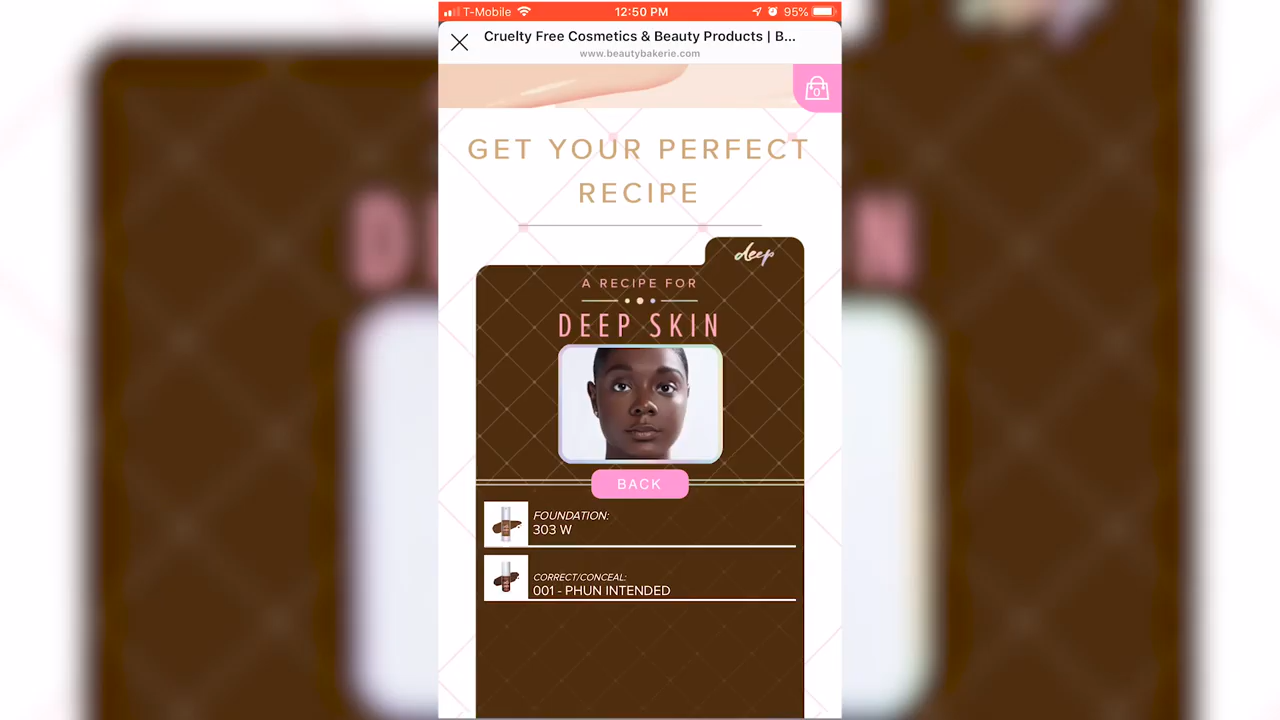 T-Mobile 12:50 PM 95%
Cruelty Free Cosmetics & Beauty Products | B...
www.beautybakerie.com
0
GET YOUR PERFECT
RECIPE
deep
A RECIPE FOR
DEEP SKIN
BACK
FOUNDATION:
303 W
CORRECT/CONCEAL:
001 - PHUN INTENDED